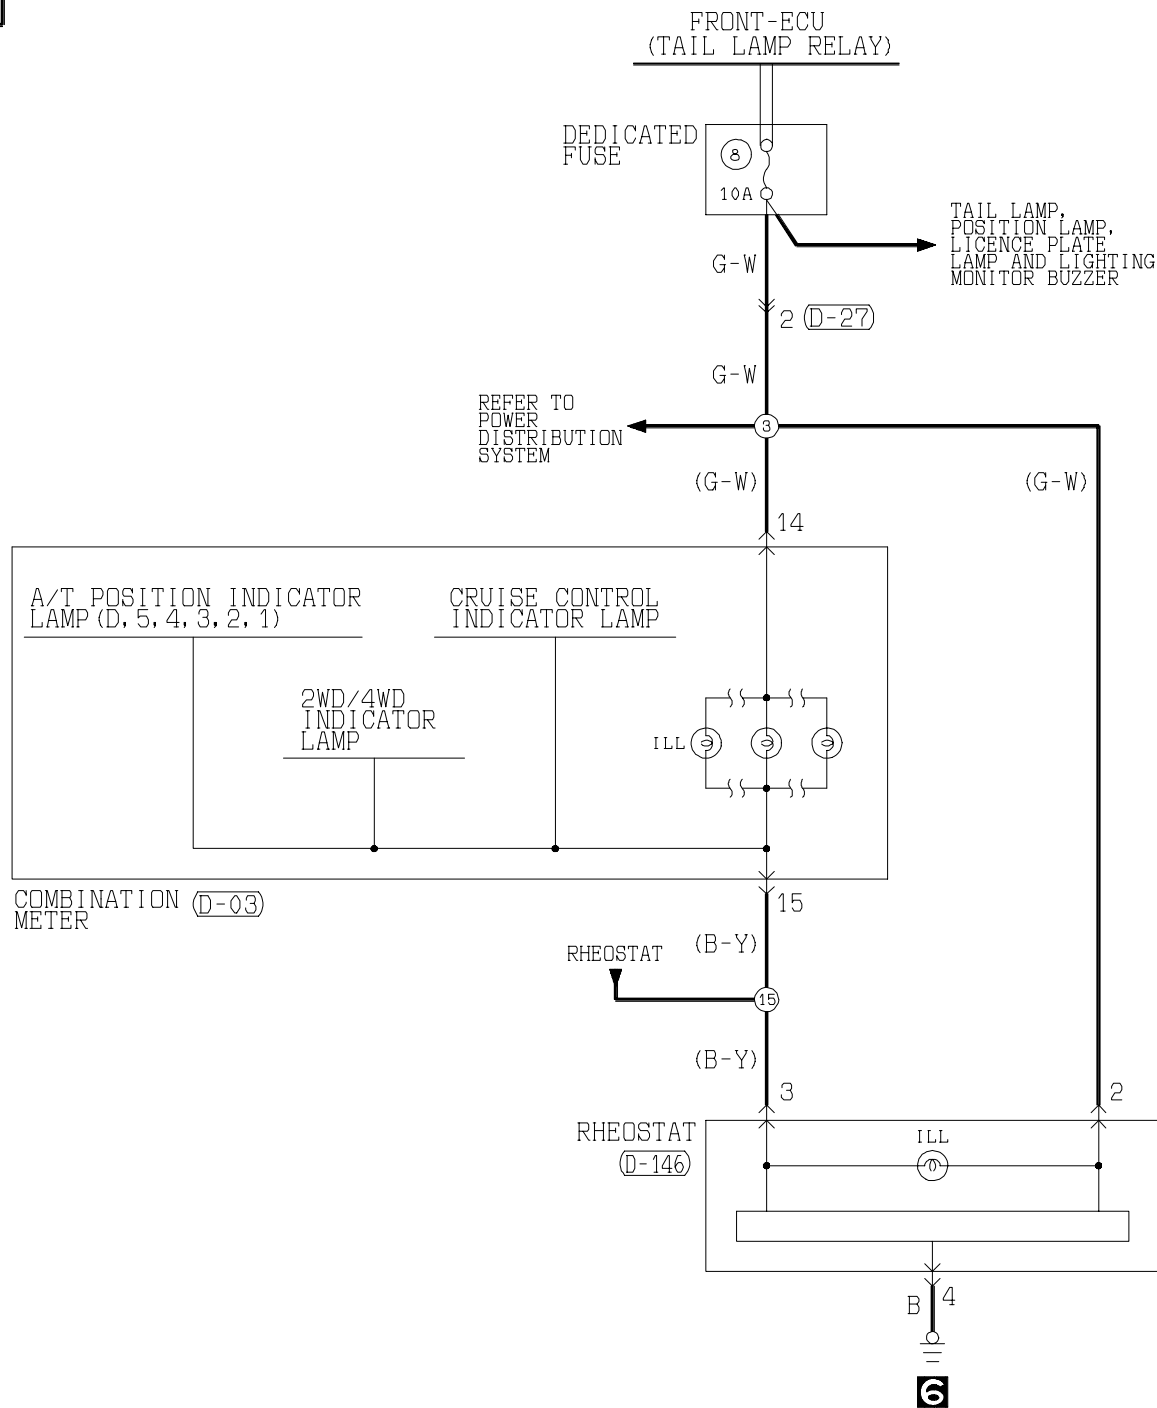 FRONT-ECU
(TAIL LAMP RELAY)
DEDICATED
FUSE
8
10A
TAIL LAMP,
POSITION LAMP,
LICENCE PLATE
LAMP AND LIGHTING
MONITOR BUZZER
G-W
2 D-27
G-W
REFER TO
POWER
DISTRIBUTION
SYSTEM
3
(G-W)
(G-W)
14
A/T POSITION INDICATOR
LAMP(D,5,4,3,2,1)
CRUISE CONTROL
INDICATOR LAMP
2WD/4WD
INDICATOR
LAMP
ILL
COMBINATION D-03
METER
15
(B-Y)
RHEOSTAT
15
(B-Y)
3
2
RHEOSTAT
D-146
ILL
B
4
6